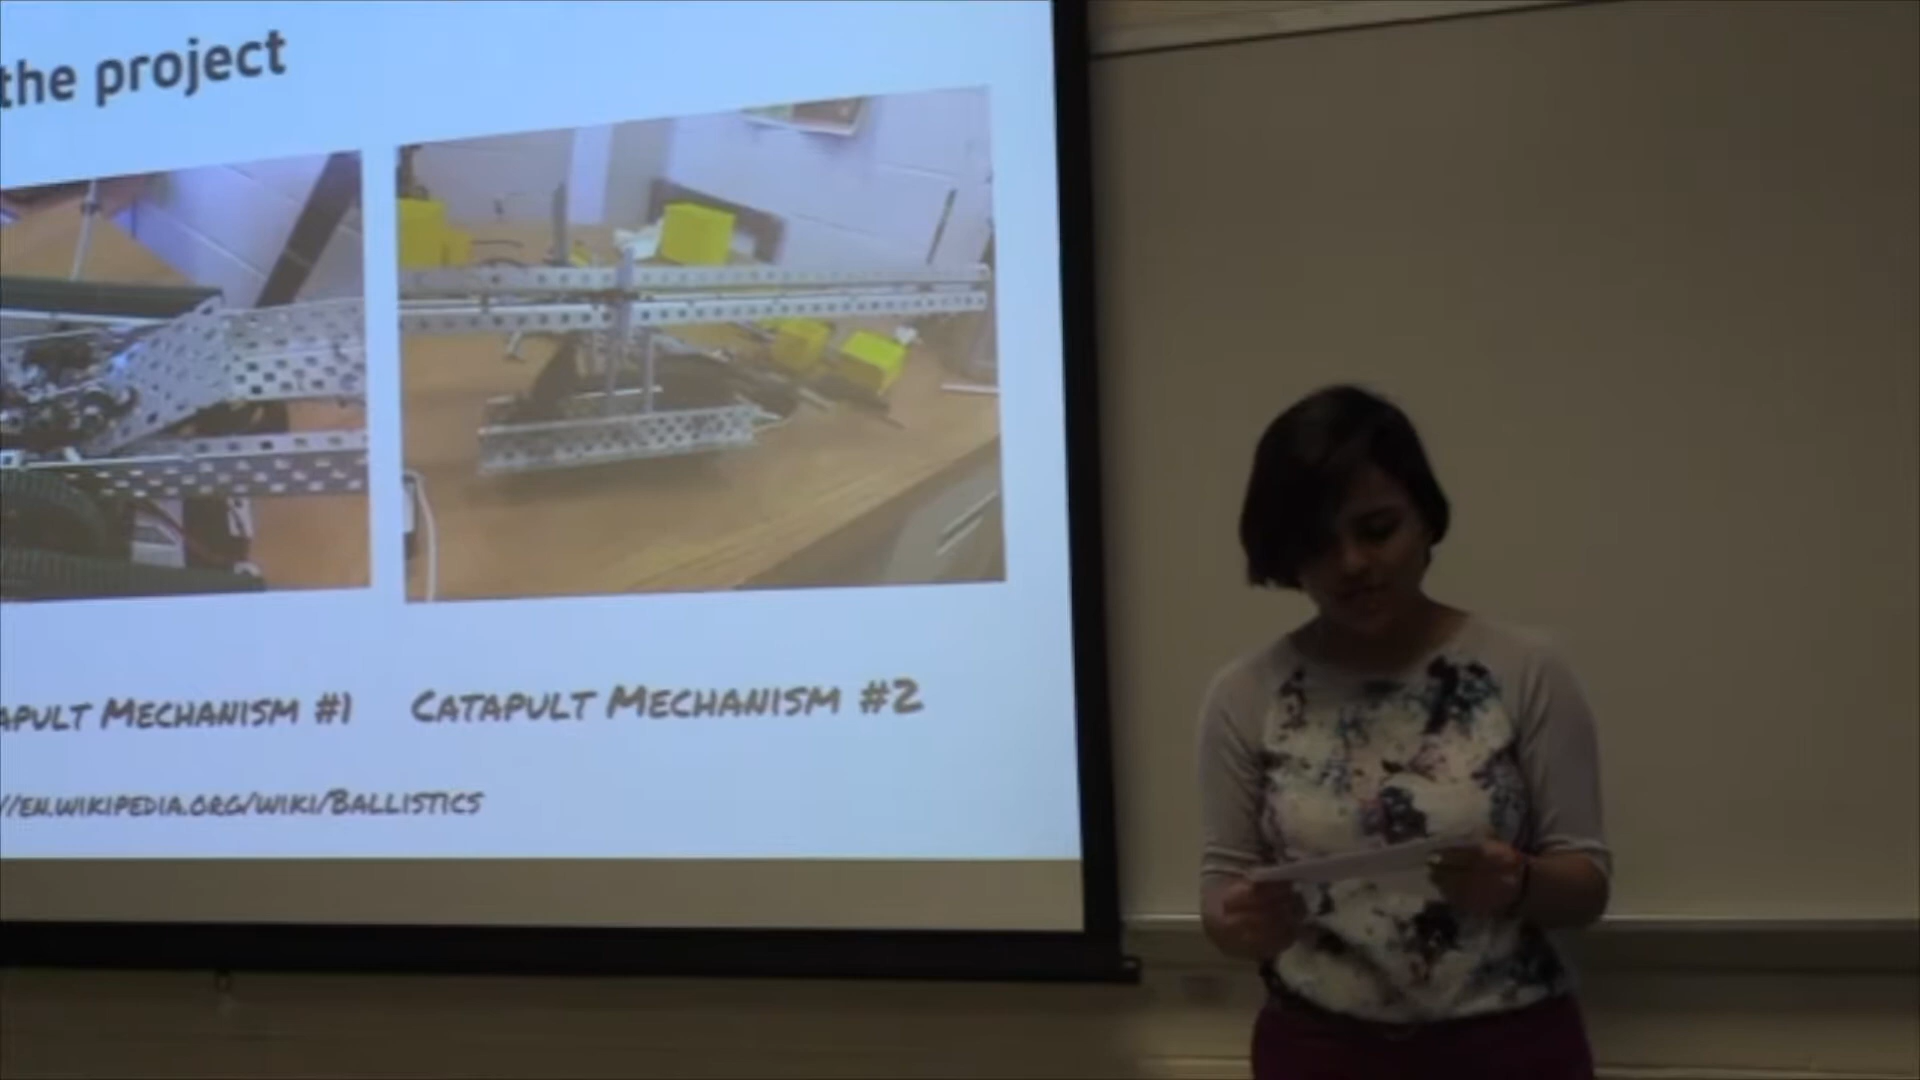 the project
APULT MECHANISM #1
CATAPULT MECHANISM #2
//EN.WIKIPEDIA.ORG/WIKI/BALLISTICS